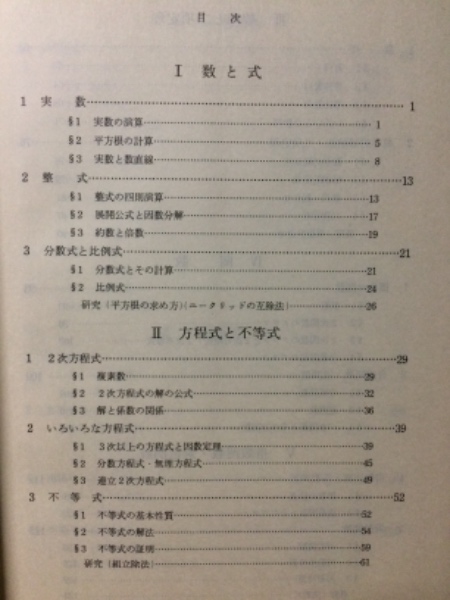 目 次
Ⅰ 数と式
1 実 数 1
§1 実数の演算 1
§2 平方根の計算 5
§3 実数と数直線 8
2 整 式 13
§1 整式の四則演算 13
§2 展開公式と因数分解 17
§3 約数と倍数 19
3 分数式と比例式 21
§1 分数式とその計算 21
§2 比例式 24
研究 (平方根の求め方)(ユークリッドの互除法) 26
Ⅱ 方程式と不等式
1 2次方程式 29
§1 複素数 29
§2 2次方程式の解の公式 32
§3 解と係数の関係 36
2 いろいろな方程式 39
§1 3次以上の方程式と因数定理 39
§2 分数方程式・無理方程式 45
§3 連立2次方程式 49
3 不 等 式 52
§1 不等式の基本性質 52
§2 不等式の解法 54
§3 不等式の証明 59
研究 (組立除法) 61